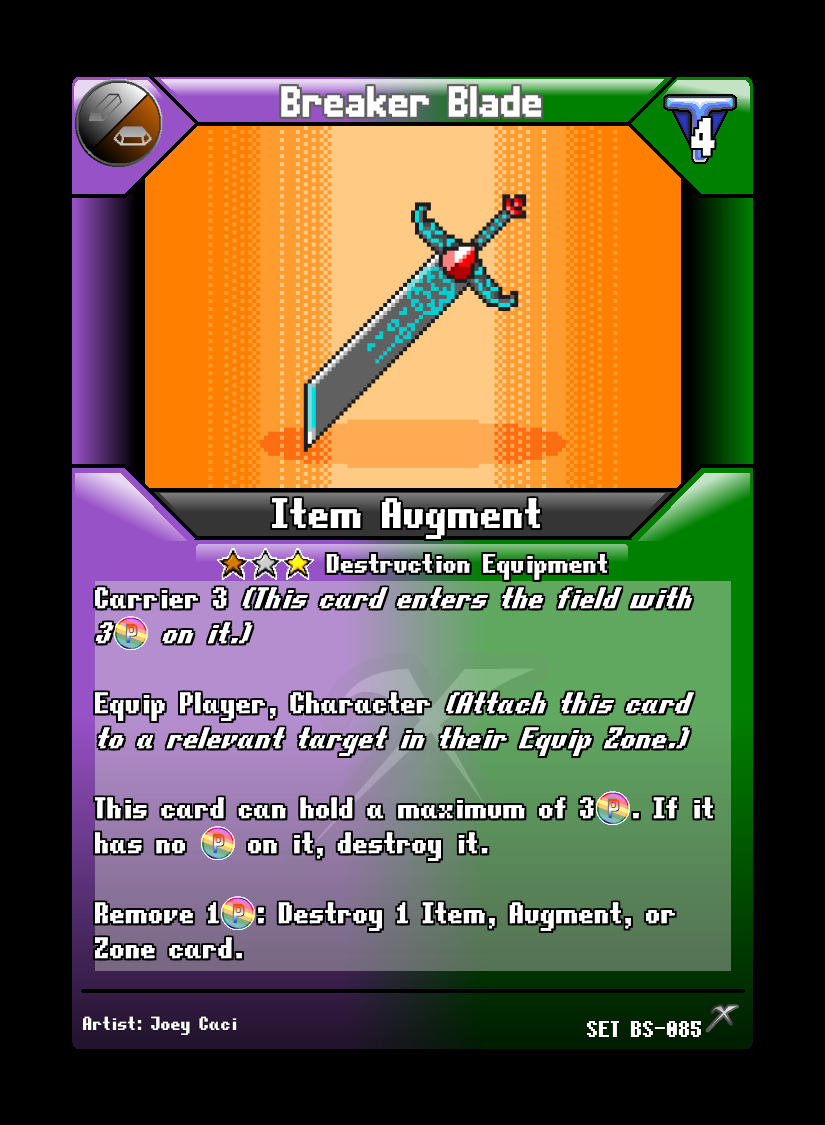 Breaker Blade
4
Item Augment
Destruction Equipment
Carrier 3 (This card enters the field with
3 P on it.)
Equip Player, Character (Attach this card
to a relevant target in their Equip Zone.)
This card can hold a maximum of 3 P. If it
has no P on it, destroy it.
Remove 1 P: Destroy 1 Item, Augment, or
Zone card.
Artist: Joey Caci
SET BS-085